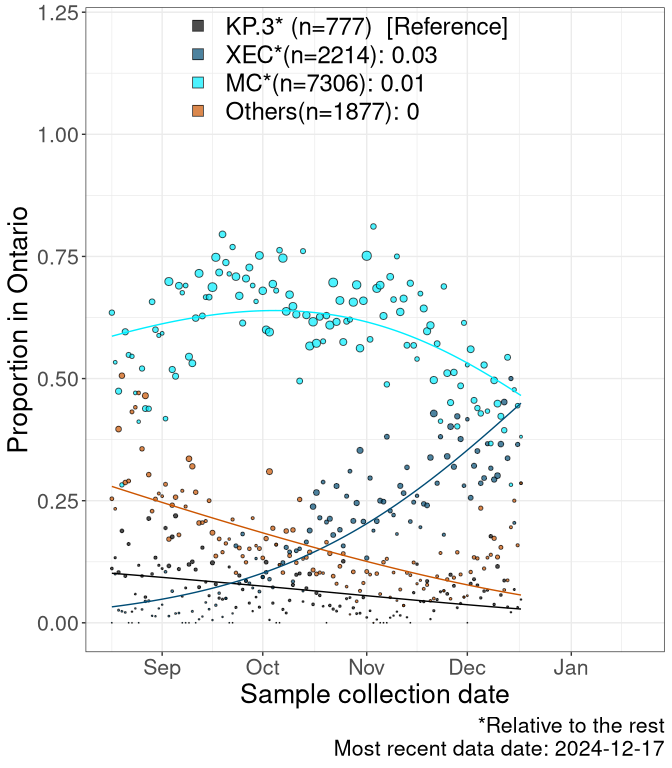 1.25
KP.3* (n=777)  [Reference]
XEC*(n=2214): 0.03
MC*(n=7306): 0.01
Others(n=1877): 0
1.00
0.75
0.50
0.25
0.00
Proportion in Ontario
Sep Oct Nov Dec Jan
Sample collection date
*Relative to the rest
Most recent data date: 2024-12-17